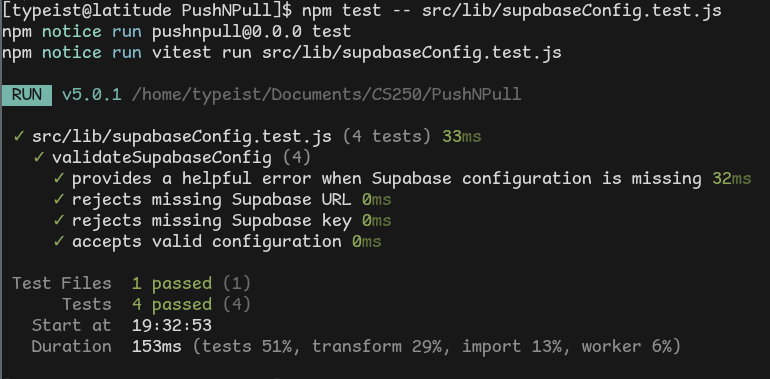 [typeist@latitude PushNPull]$ npm test -- src/lib/supabaseConfig.test.js
npm notice run pushnpull@0.0.0 test
npm notice run vitest run src/lib/supabaseConfig.test.js
RUN v5.0.1 /home/typeist/Documents/CS250/PushNPull
✓ src/lib/supabaseConfig.test.js (4 tests) 33ms
✓ validateSupabaseConfig (4)
✓ provides a helpful error when Supabase configuration is missing 32ms
✓ rejects missing Supabase URL 0ms
✓ rejects missing Supabase key 0ms
✓ accepts valid configuration 0ms
Test Files 1 passed (1)
Tests 4 passed (4)
Start at 19:32:53
Duration 153ms (tests 51%, transform 29%, import 13%, worker 6%)